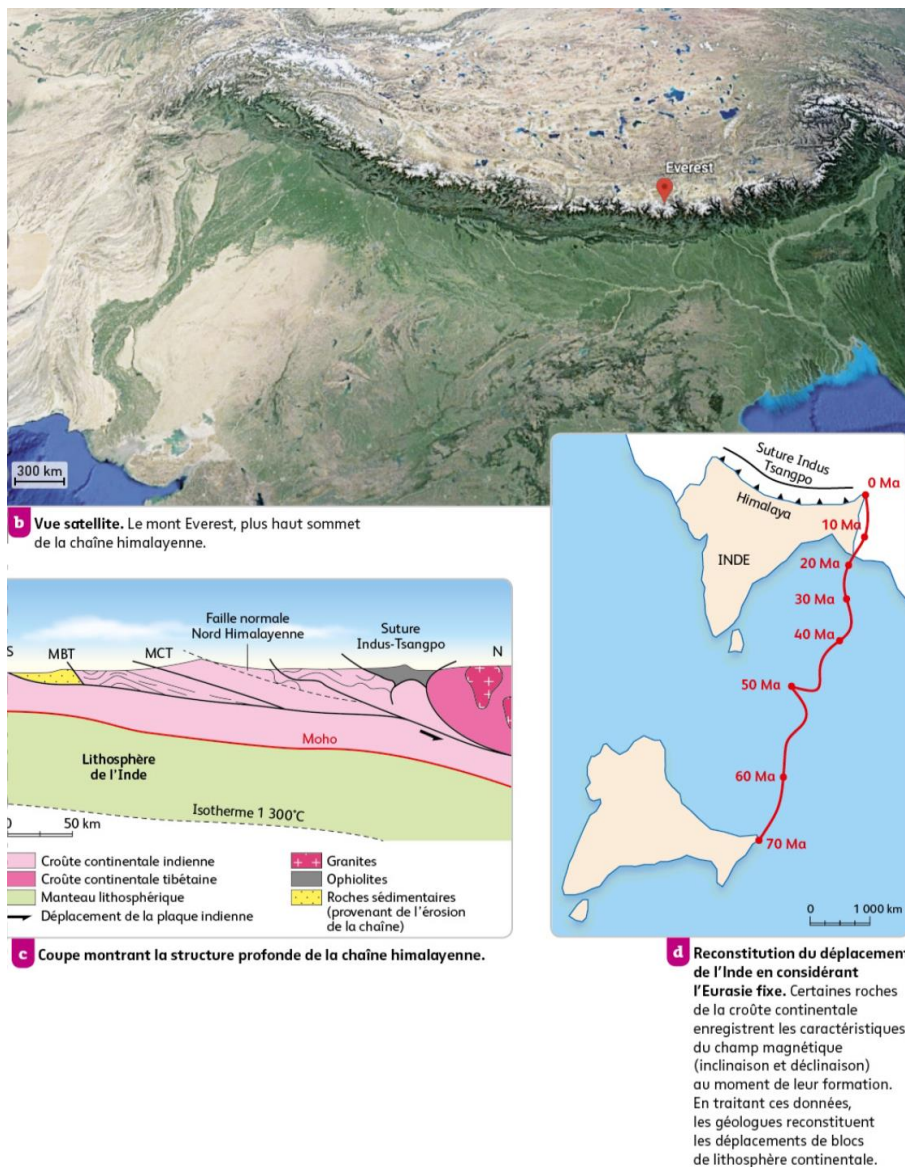 Everest
300 km
b Vue satellite. Le mont Everest, plus haut sommet
de la chaîne himalayenne.
Faille normale
Nord Himalayenne
Suture
Indus-Tsangpo
S
MBT
MCT
N
Moho
Lithosphère
de l'Inde
Isotherme 1 300°C
0
50 km
Croûte continentale indienne
Croûte continentale tibétaine
Manteau lithosphérique
Déplacement de la plaque indienne
Granites
Ophiolites
Roches sédimentaires
(provenant de l'érosion
de la chaîne)
c Coupe montrant la structure profonde de la chaîne himalayenne.
Suture Indus
Tsangpo
0 Ma
Himalaya
10 Ma
INDE
20 Ma
30 Ma
40 Ma
50 Ma
60 Ma
70 Ma
0
1 000 km
d Reconstitution du déplacement
de l'Inde en considérant
l'Eurasie fixe. Certaines roches
de la croûte continentale
enregistrent les caractéristiques
du champ magnétique
(inclinaison et déclinaison)
au moment de leur formation.
En traitant ces données,
les géologues reconstituent
les déplacements de blocs
de lithosphère continentale.